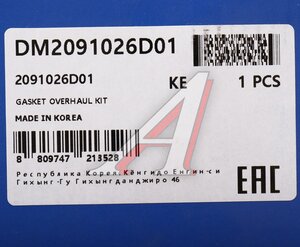 DM2091026D01
2091026D01 KE 1 PCS
GASKET OVERHAUL KIT
MADE IN KOREA
8 809747 213528
Республика Корея, Кёнгидо Енгин-си
Гихынг-Гу Гихынгданджиро 46
EAC